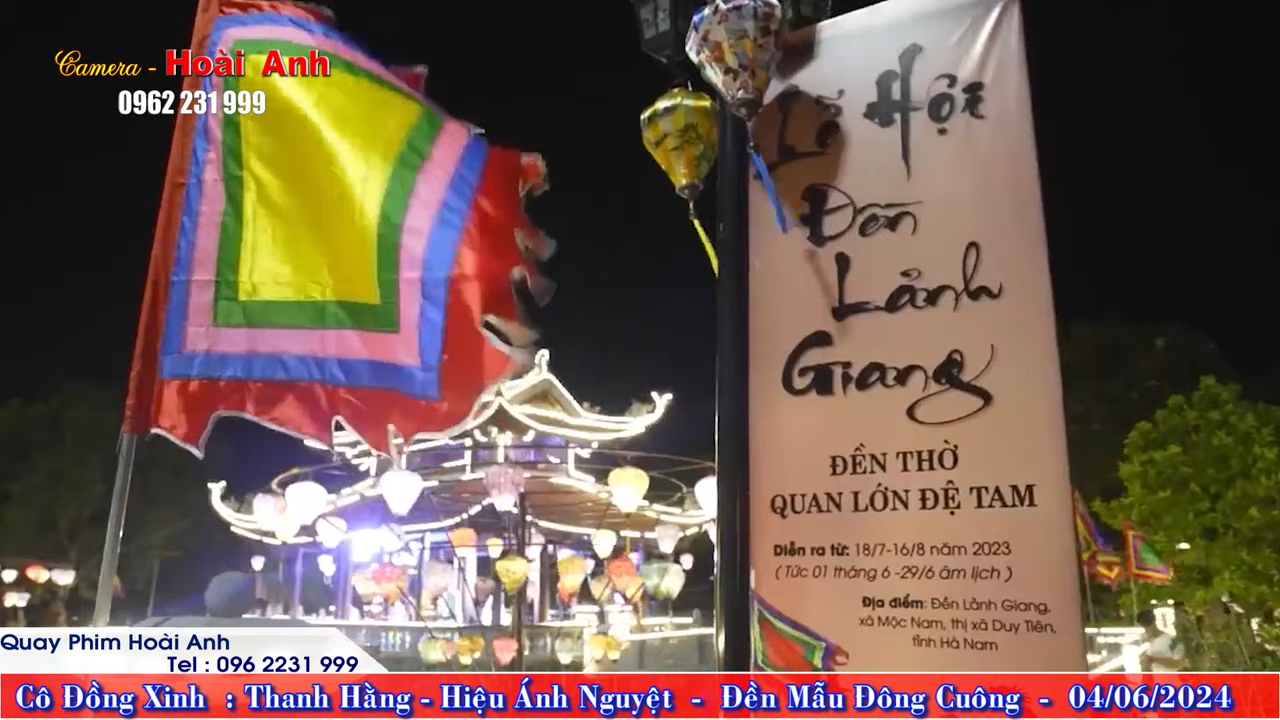 Camera - Hoài Anh
0962 231 999
Lễ Hội
Đền
Lảnh
Giang
ĐỀN THỜ
QUAN LỚN ĐỆ TAM
Diễn ra từ: 18/7-16/8 năm 2023
( Tức 01 tháng 6 -29/6 âm lịch )
Địa điểm: Đền Lảnh Giang,
xã Mộc Nam, thị xã Duy Tiên,
tỉnh Hà Nam
Quay Phim Hoài Anh
Tel : 096 2231 999
Cô Đồng Xinh : Thanh Hằng - Hiệu Ánh Nguyệt - Đền Mẫu Đông Cuông - 04/06/2024